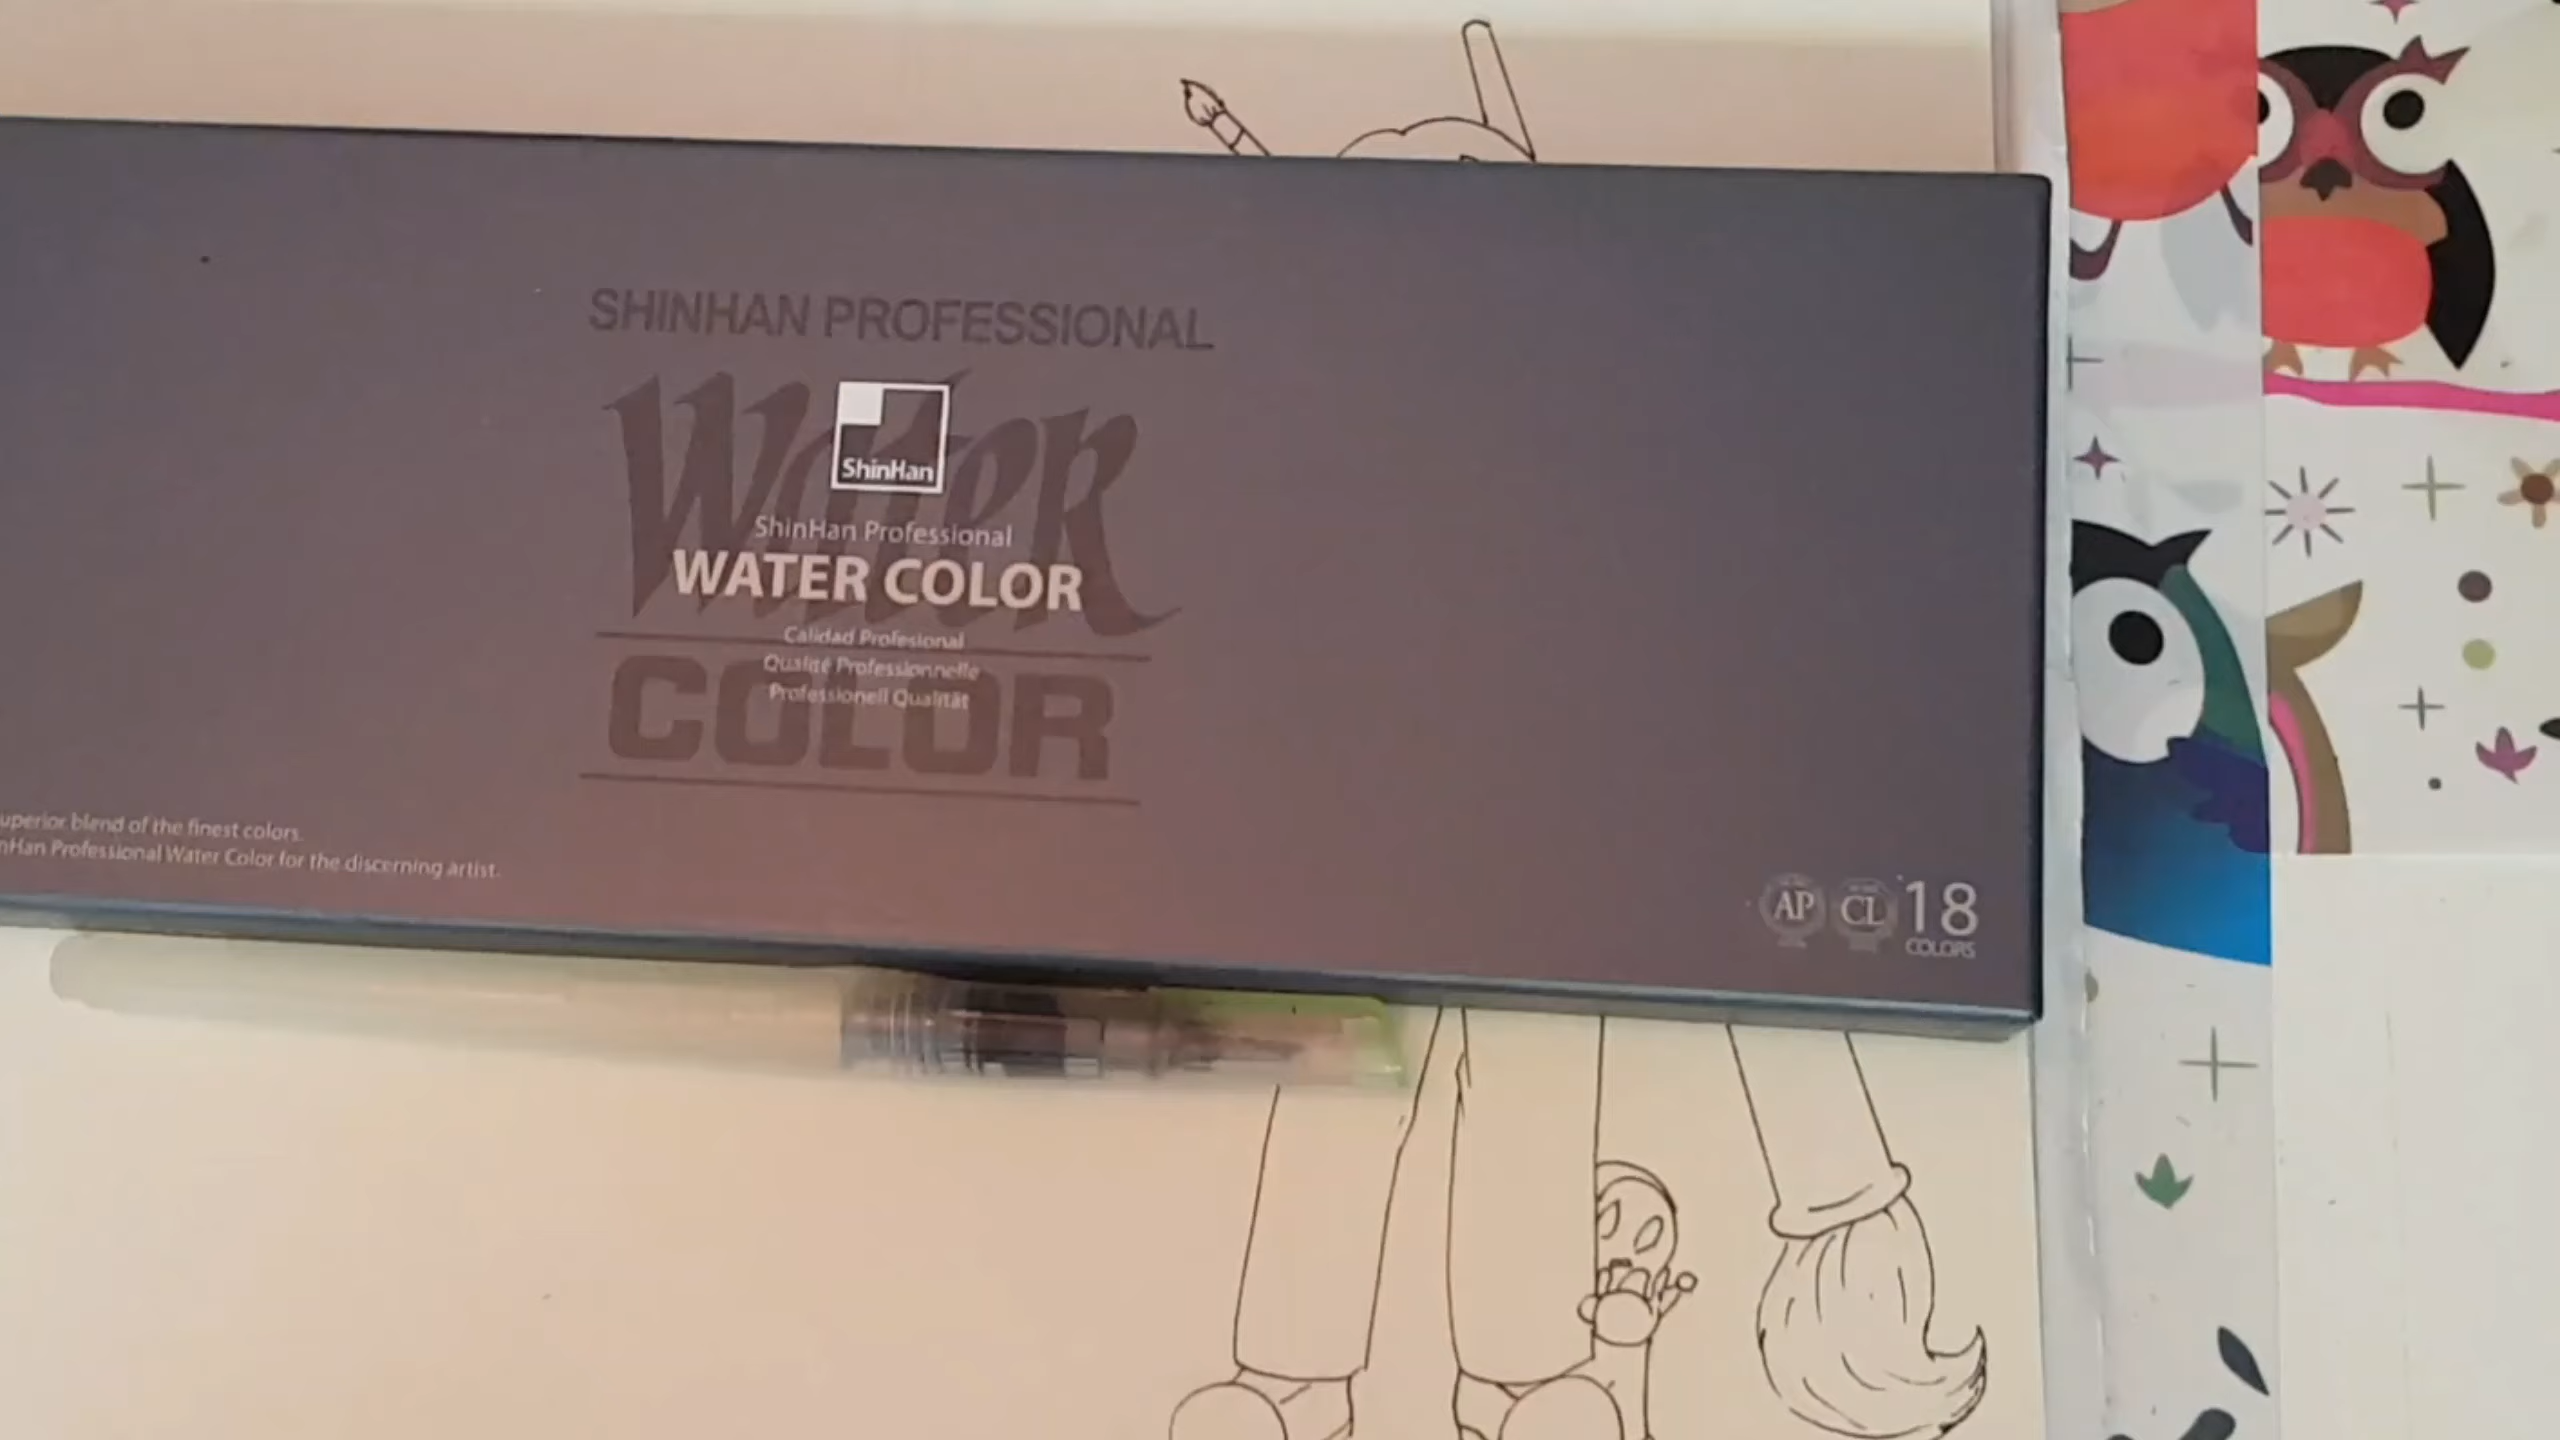 SHINHAN PROFESSIONAL
Water
ShinHan
ShinHan Professional
WATER COLOR
Calidad Profesional
Qualité Professionnelle
Professionell Qualität
COLOR
uperior blend of the finest colors.
nHan Professional Water Color for the discerning artist.
AP CL 18
COLORS